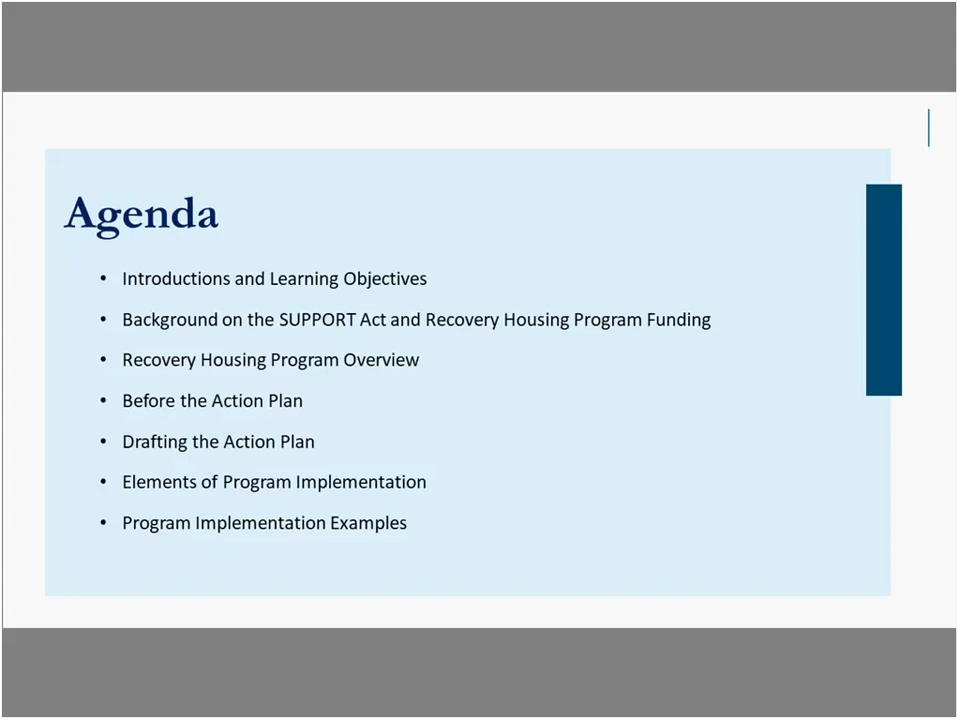 Agenda
• Introductions and Learning Objectives
• Background on the SUPPORT Act and Recovery Housing Program Funding
• Recovery Housing Program Overview
• Before the Action Plan
• Drafting the Action Plan
• Elements of Program Implementation
• Program Implementation Examples